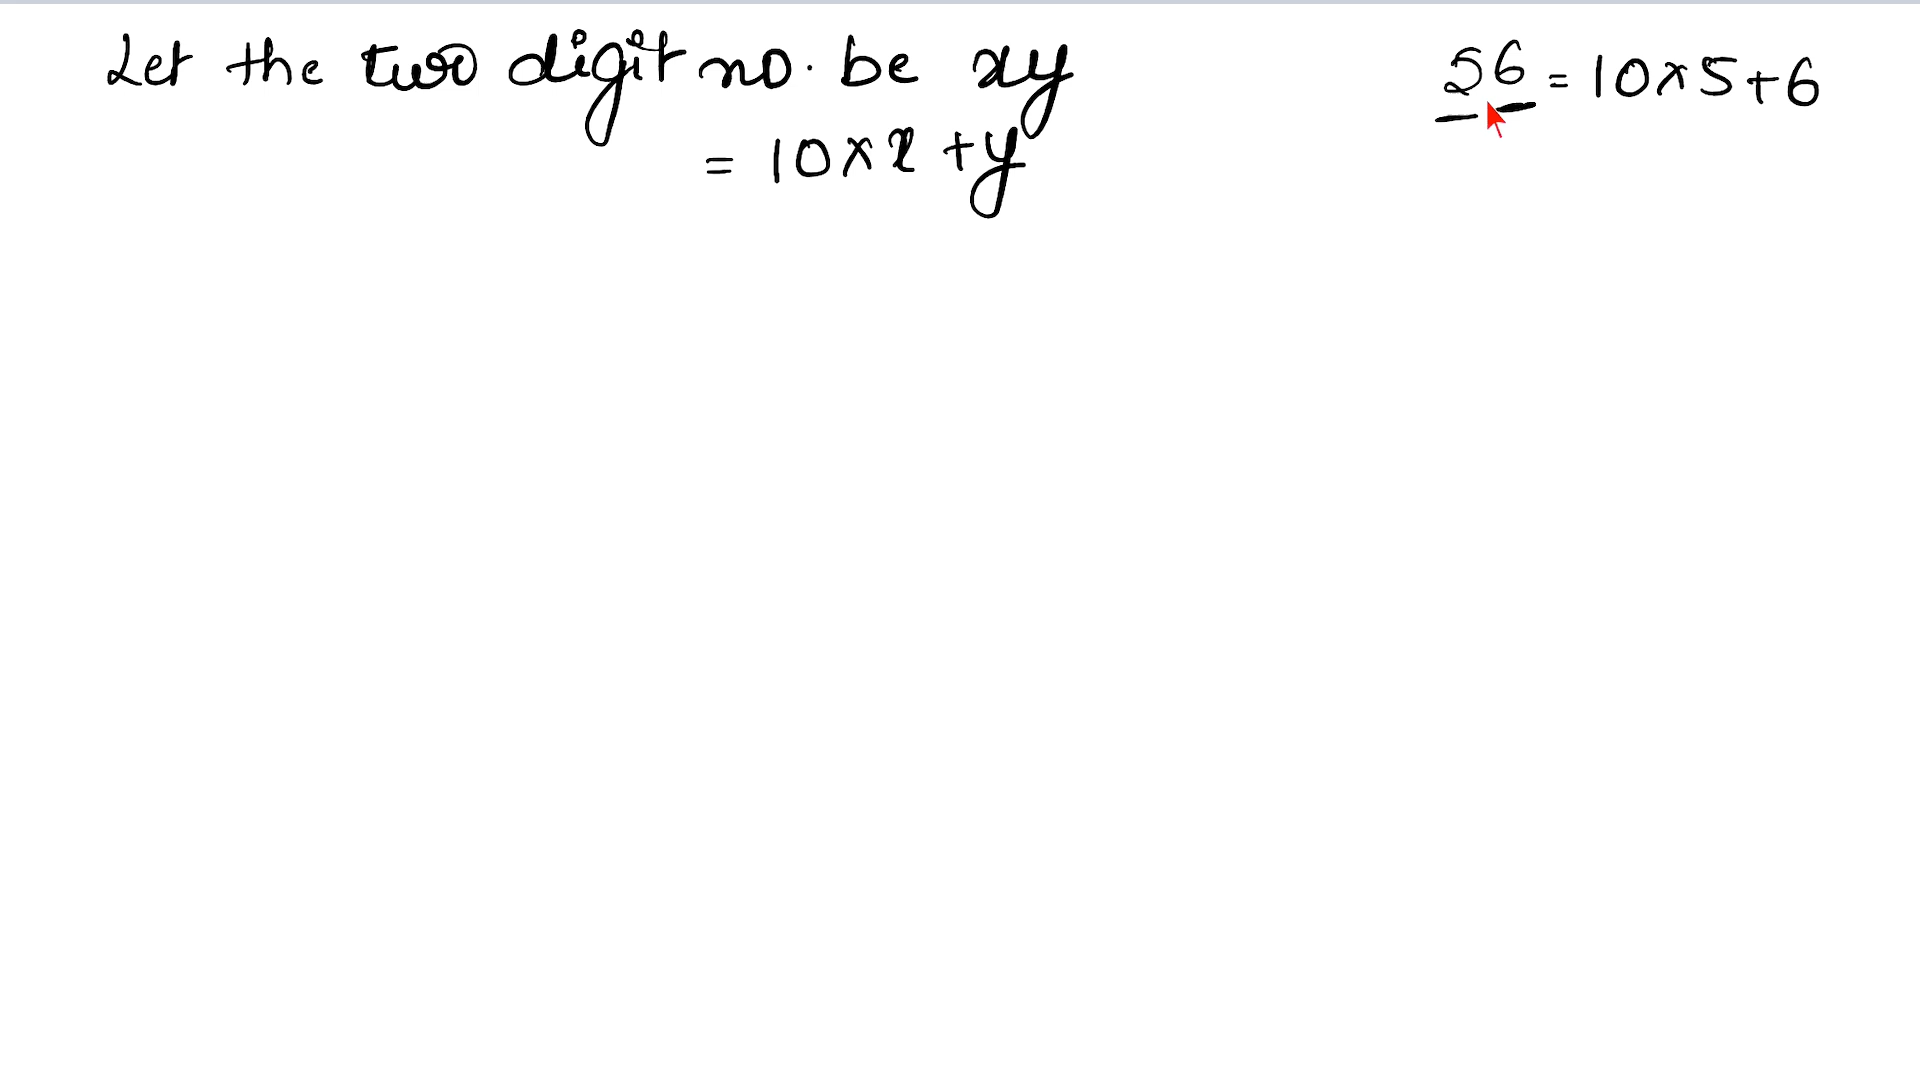 Let the two digit no. be xy
= 10×x+y
56 = 10×5+6